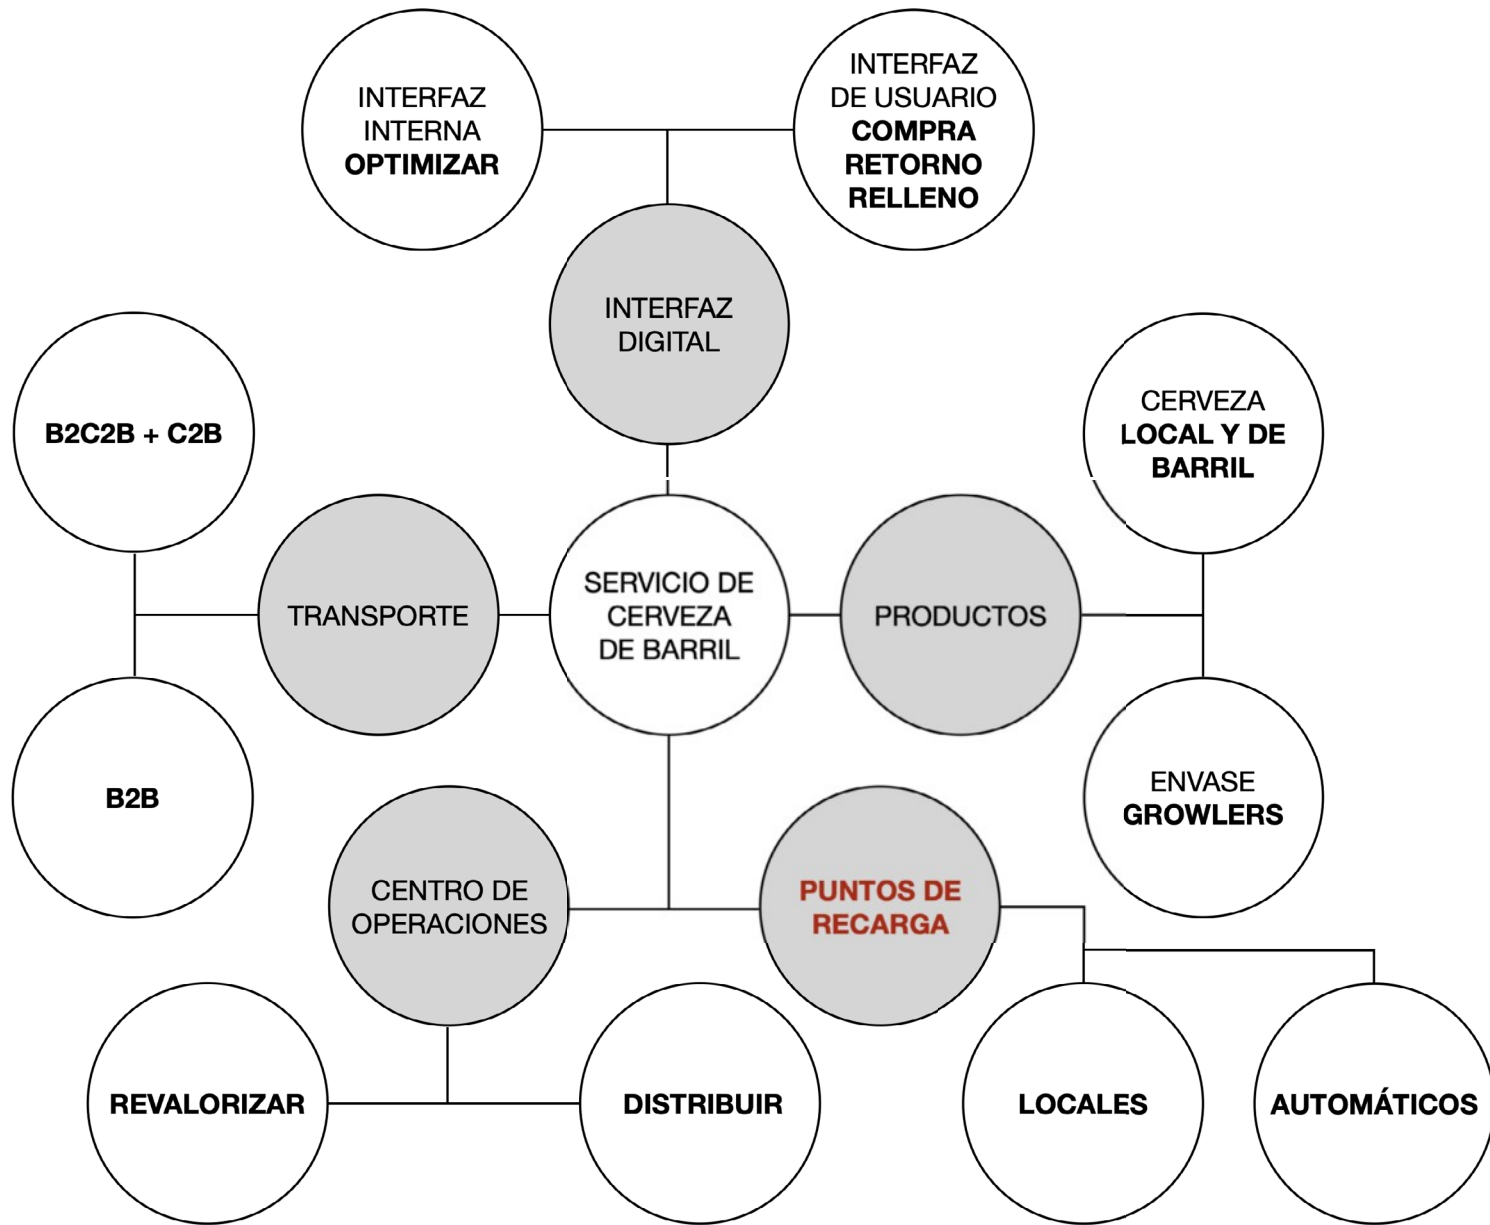 INTERFAZ
INTERNA
OPTIMIZAR
INTERFAZ
DE USUARIO
COMPRA
RETORNO
RELLENO
INTERFAZ
DIGITAL
B2C2B + C2B
CERVEZA
LOCAL Y DE
BARRIL
TRANSPORTE
SERVICIO DE
CERVEZA
DE BARRIL
PRODUCTOS
B2B
ENVASE
GROWLERS
CENTRO DE
OPERACIONES
PUNTOS DE
RECARGA
REVALORIZAR
DISTRIBUIR
LOCALES
AUTOMÁTICOS